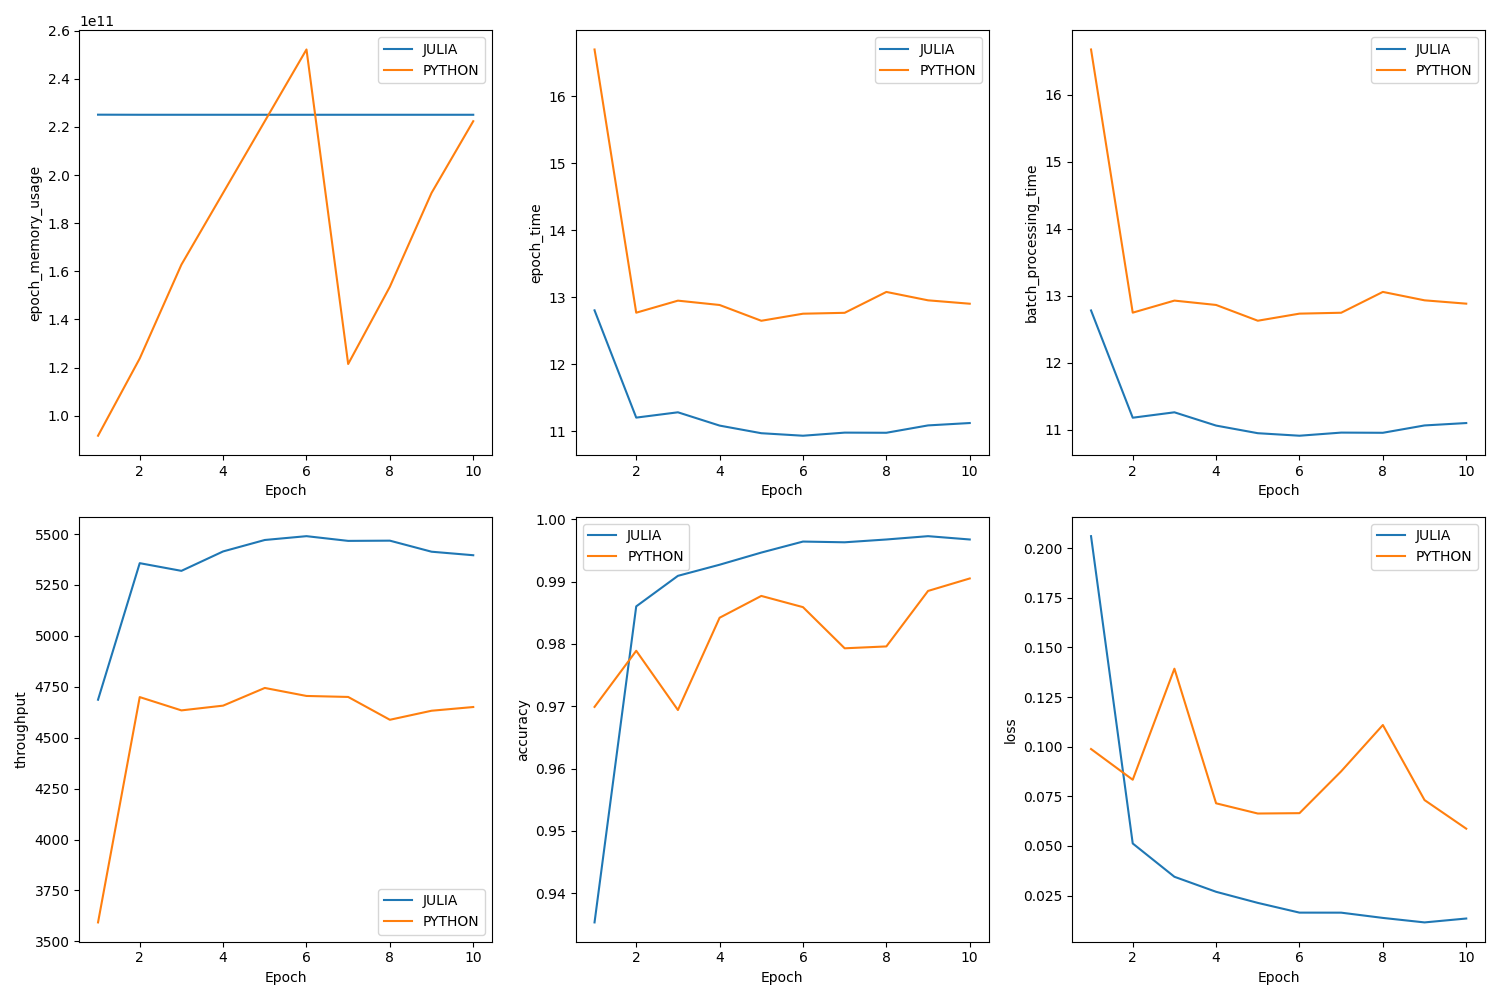 1e11
2.6
2.4
2.2
2.0
1.8
1.6
1.4
1.2
1.0
epoch_memory_usage
2 4 6 8 10
Epoch
JULIA
PYTHON
16
15
14
13
12
11
epoch_time
2 4 6 8 10
Epoch
JULIA
PYTHON
16
15
14
13
12
11
batch_processing_time
2 4 6 8 10
Epoch
JULIA
PYTHON
5500
5250
5000
4750
4500
4250
4000
3750
3500
throughput
2 4 6 8 10
Epoch
JULIA
PYTHON
1.00
0.99
0.98
0.97
0.96
0.95
0.94
accuracy
2 4 6 8 10
Epoch
JULIA
PYTHON
0.200
0.175
0.150
0.125
0.100
0.075
0.050
0.025
loss
2 4 6 8 10
Epoch
JULIA
PYTHON